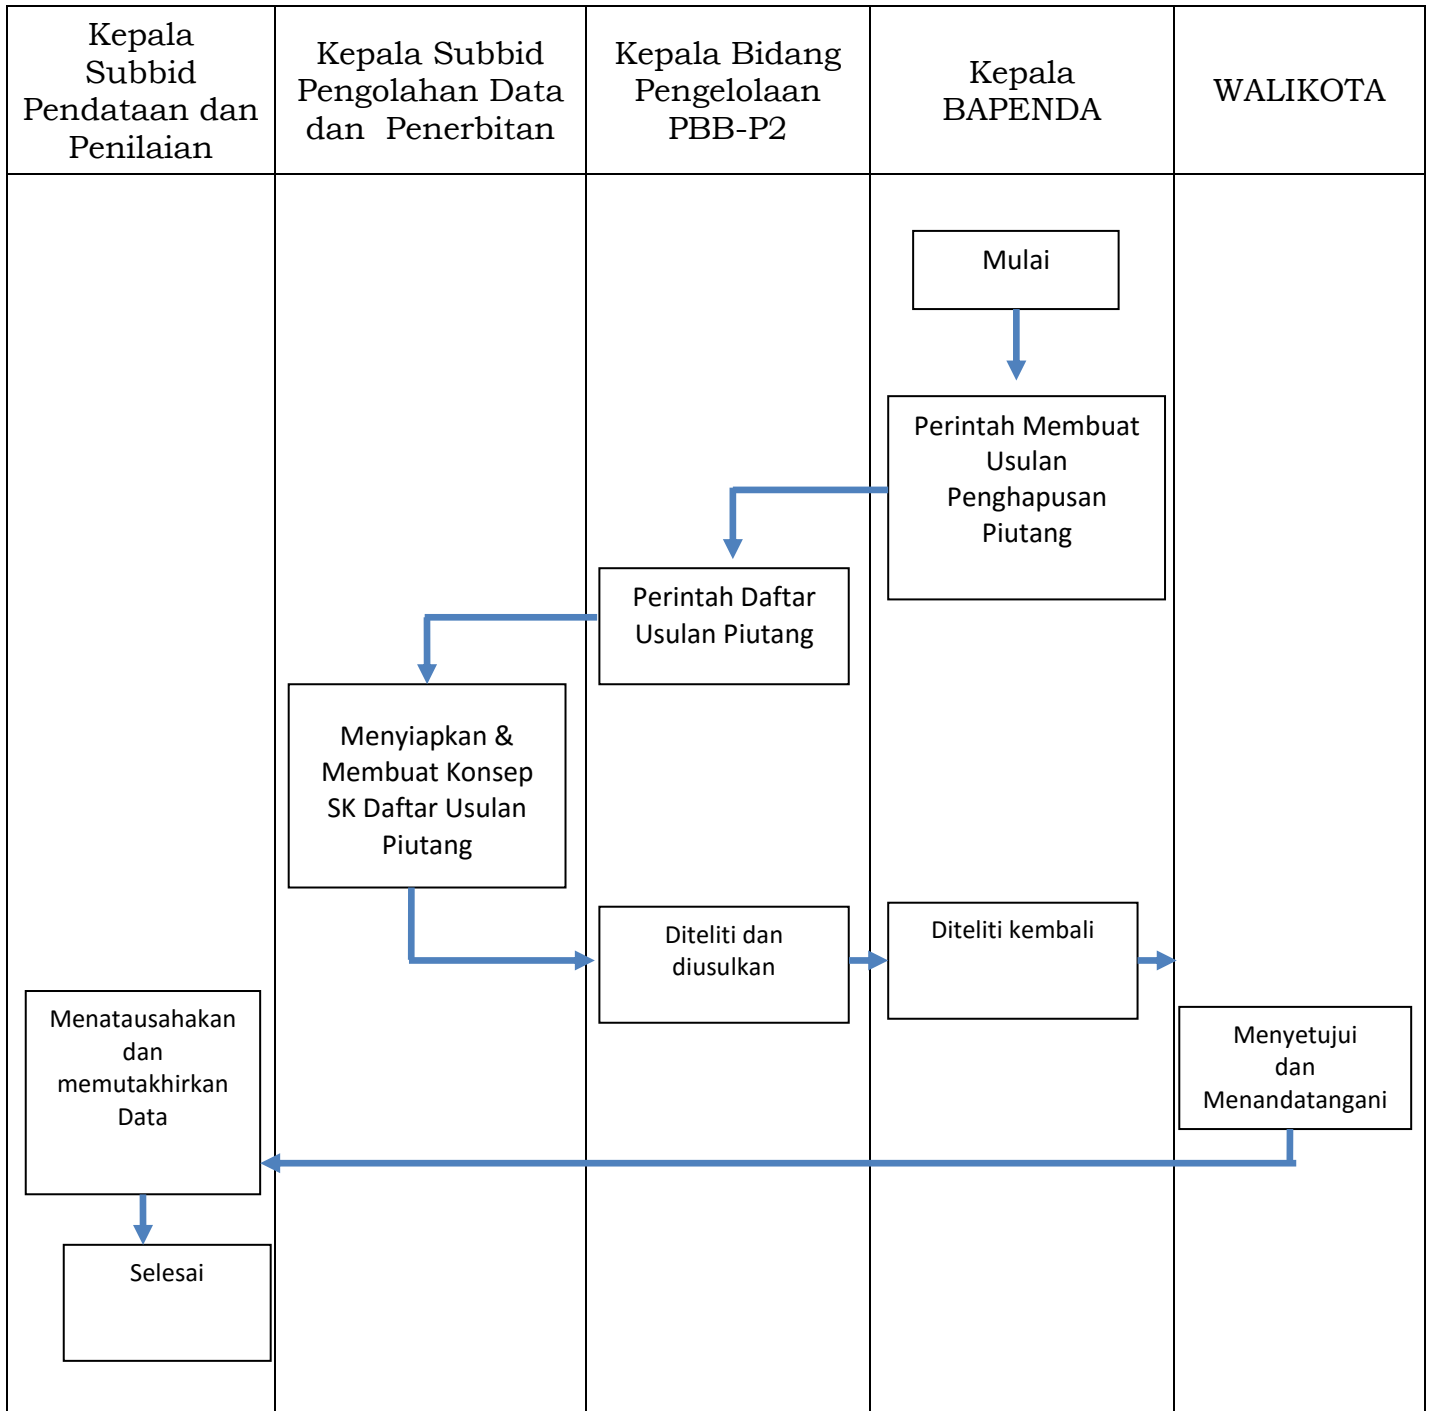 Kepala
Subbid
Pendataan dan
Penilaian
Kepala Subbid
Pengolahan Data
dan Penerbitan
Kepala Bidang
Pengelolaan
PBB-P2
Kepala
BAPENDA
WALIKOTA
Mulai
Perintah Membuat
Usulan
Penghapusan
Piutang
Perintah Daftar
Usulan Piutang
Menyiapkan &
Membuat Konsep
SK Daftar Usulan
Piutang
Diteliti dan
diusulkan
Diteliti kembali
Menyetujui
dan
Menandatangani
Menatausahakan
dan
memutakhirkan
Data
Selesai